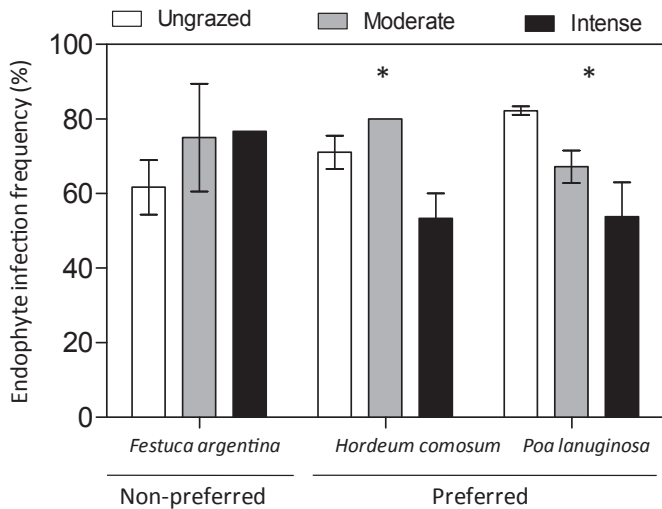 Ungrazed Moderate Intense
Endophyte infection frequency (%)
100
80
60
40
20
0
* *
Festuca argentina Hordeum comosum Poa lanuginosa
Non-preferred Preferred